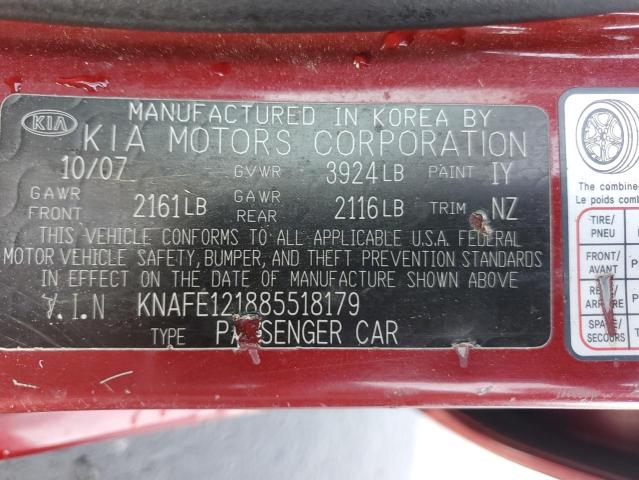 MANUFACTURED IN KOREA BY
KIA
KIA MOTORS CORPORATION
10/07 GVWR 3924LB PAINT IY
GAWR FRONT 2161LB GAWR REAR 2116LB TRIM NZ
THIS VEHICLE CONFORMS TO ALL APPLICABLE U.S.A. FEDERAL
MOTOR VEHICLE SAFETY, BUMPER, AND THEFT PREVENTION STANDARDS
IN EFFECT ON THE DATE OF MANUFACTURE SHOWN ABOVE
V.I.N KNAFE121885518179
TYPE PASSENGER CAR
The combine
Le poids comb
TIRE/
PNEU
FRONT/
AVANT
REAR/
ARRIÈRE
SPARE/
SECOURS